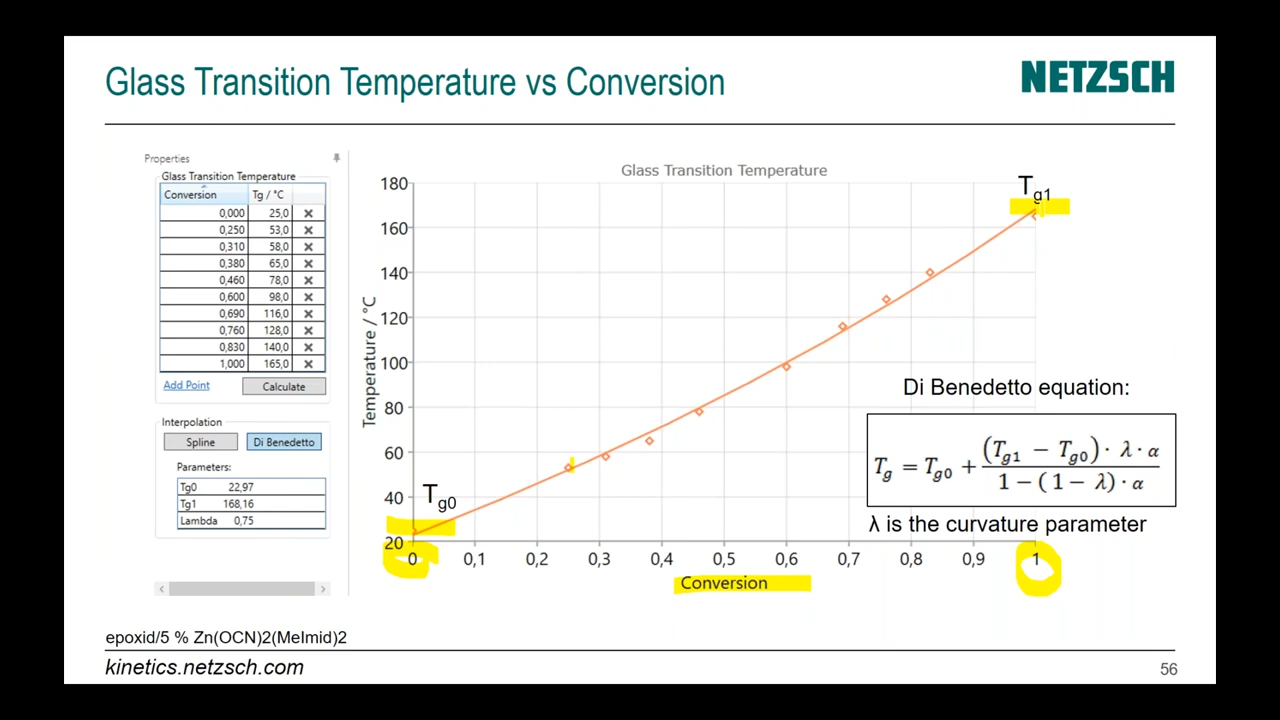 Glass Transition Temperature vs Conversion
NETZSCH
Properties
Glass Transition Temperature
Conversion Tg / °C
0,000 25,0
0,250 53,0
0,310 58,0
0,380 65,0
0,460 78,0
0,600 98,0
0,690 116,0
0,760 128,0
0,830 140,0
1,000 165,0
Add Point Calculate
Interpolation
Spline Di Benedetto
Parameters:
Tg0 22,97
Tg1 168,16
Lambda 0,75
Glass Transition Temperature
Temperature / °C
180
160
140
120
100
80
60
40
20
0 0,1 0,2 0,3 0,4 0,5 0,6 0,7 0,8 0,9 1
Conversion
Tg1
Tg0
Di Benedetto equation:
Tg = Tg0 + (Tg1 − Tg0) · λ · α / 1 − ( 1 − λ) · α
λ is the curvature parameter
epoxid/5 % Zn(OCN)2(MeImid)2
kinetics.netzsch.com
56